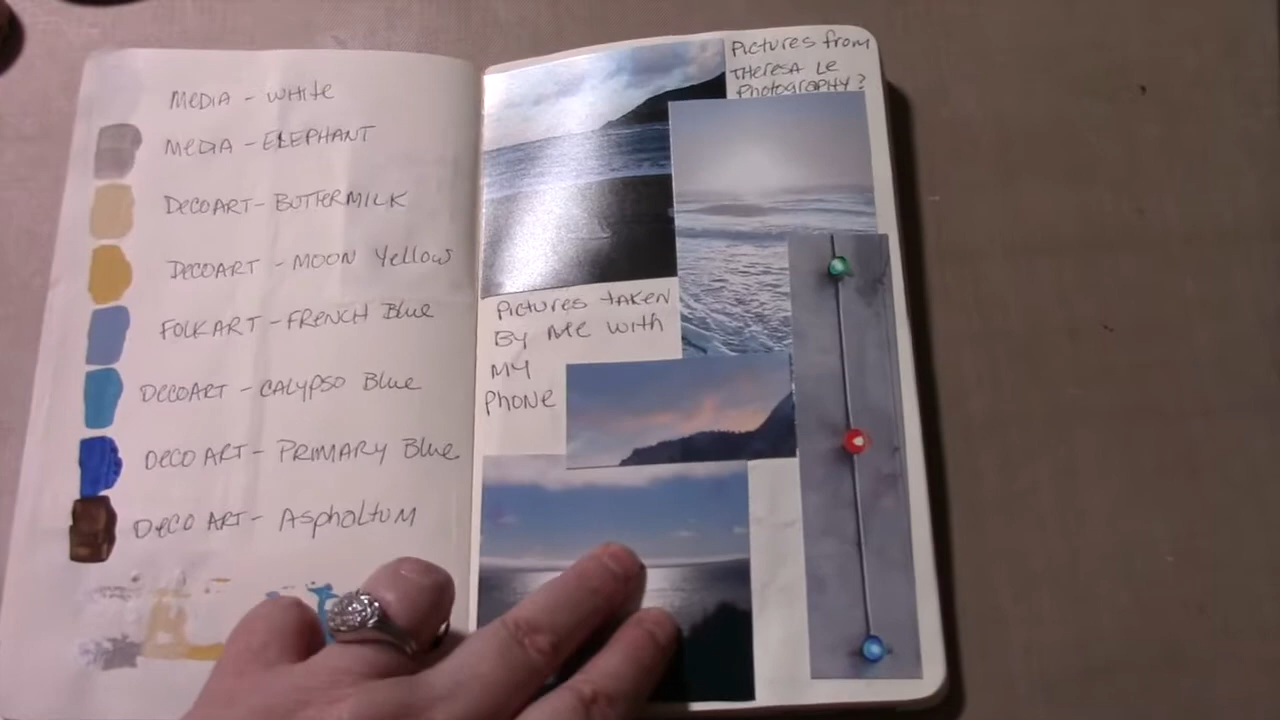 MEDIA - WHITE
MEDIA - ELEPHANT
DECOART - BUTTERMILK
DECOART - MOON Yellow
FOLKART - FRENCH Blue
DECOART - CALYPSO Blue
DECO ART - PRIMARY Blue
DECO ART - Asphaltum
Pictures from
THERESA Le
PHOTOGRAPHY?
Pictures TAKEN
BY Me WITH
MY
PHONE